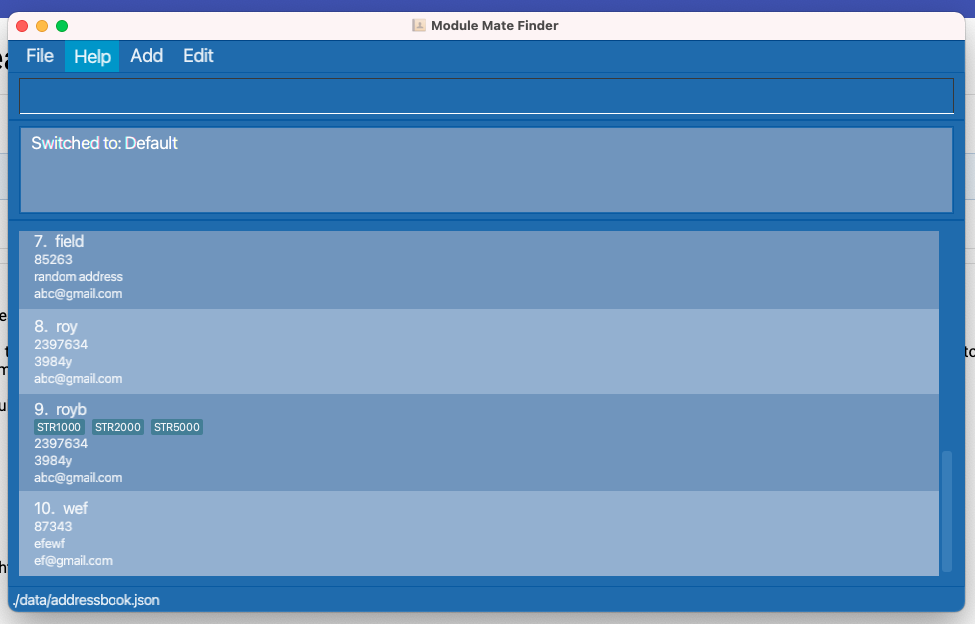 Module Mate Finder
File Help Add Edit
Switched to: Default
7. field
85263
random address
abc@gmail.com
8. roy
2397634
3984y
abc@gmail.com
9. royb
STR1000 STR2000 STR5000
2397634
3984y
abc@gmail.com
10. wef
87343
efewf
ef@gmail.com
./data/addressbook.json